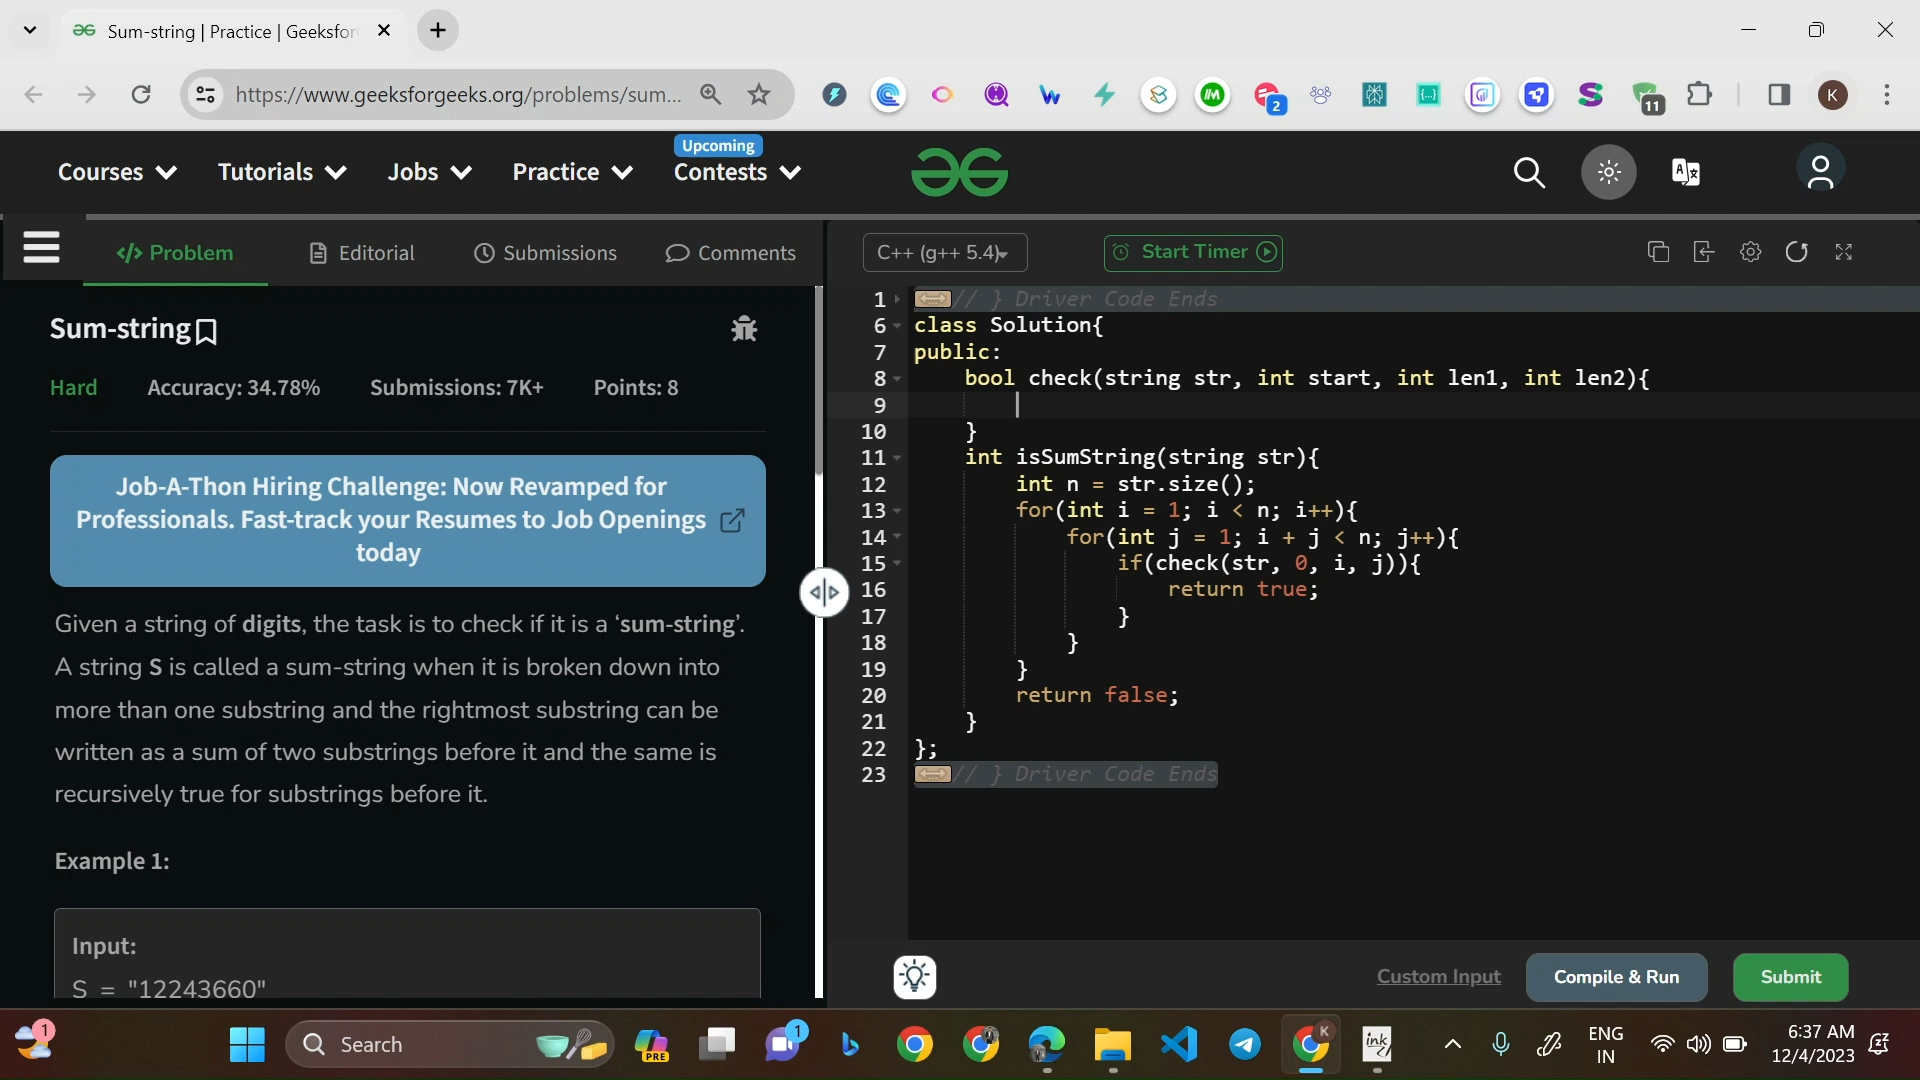 Sum-string | Practice | Geeksfor
https://www.geeksforgeeks.org/problems/sum...
2
11
K
Courses
Tutorials
Jobs
Practice
Upcoming
Contests
</> Problem
Editorial
Submissions
Comments
C++ (g++ 5.4)
Start Timer
Sum-string
Hard
Accuracy: 34.78%
Submissions: 7K+
Points: 8
Job-A-Thon Hiring Challenge: Now Revamped for
Professionals. Fast-track your Resumes to Job Openings
today
Given a string of digits, the task is to check if it is a ‘sum-string’.
A string S is called a sum-string when it is broken down into
more than one substring and the rightmost substring can be
written as a sum of two substrings before it and the same is
recursively true for substrings before it.
Example 1:
Input:
S = "12243660"
1 // } Driver Code Ends
6 class Solution{
7 public:
8 bool check(string str, int start, int len1, int len2){
9
10 }
11 int isSumString(string str){
12 int n = str.size();
13 for(int i = 1; i < n; i++){
14 for(int j = 1; i + j < n; j++){
15 if(check(str, 0, i, j)){
16 return true;
17 }
18 }
19 }
20 return false;
21 }
22 };
23 // } Driver Code Ends
Custom Input
Compile & Run
Submit
1
Search
PRE
1
K
ink
ENG
IN
6:37 AM
12/4/2023